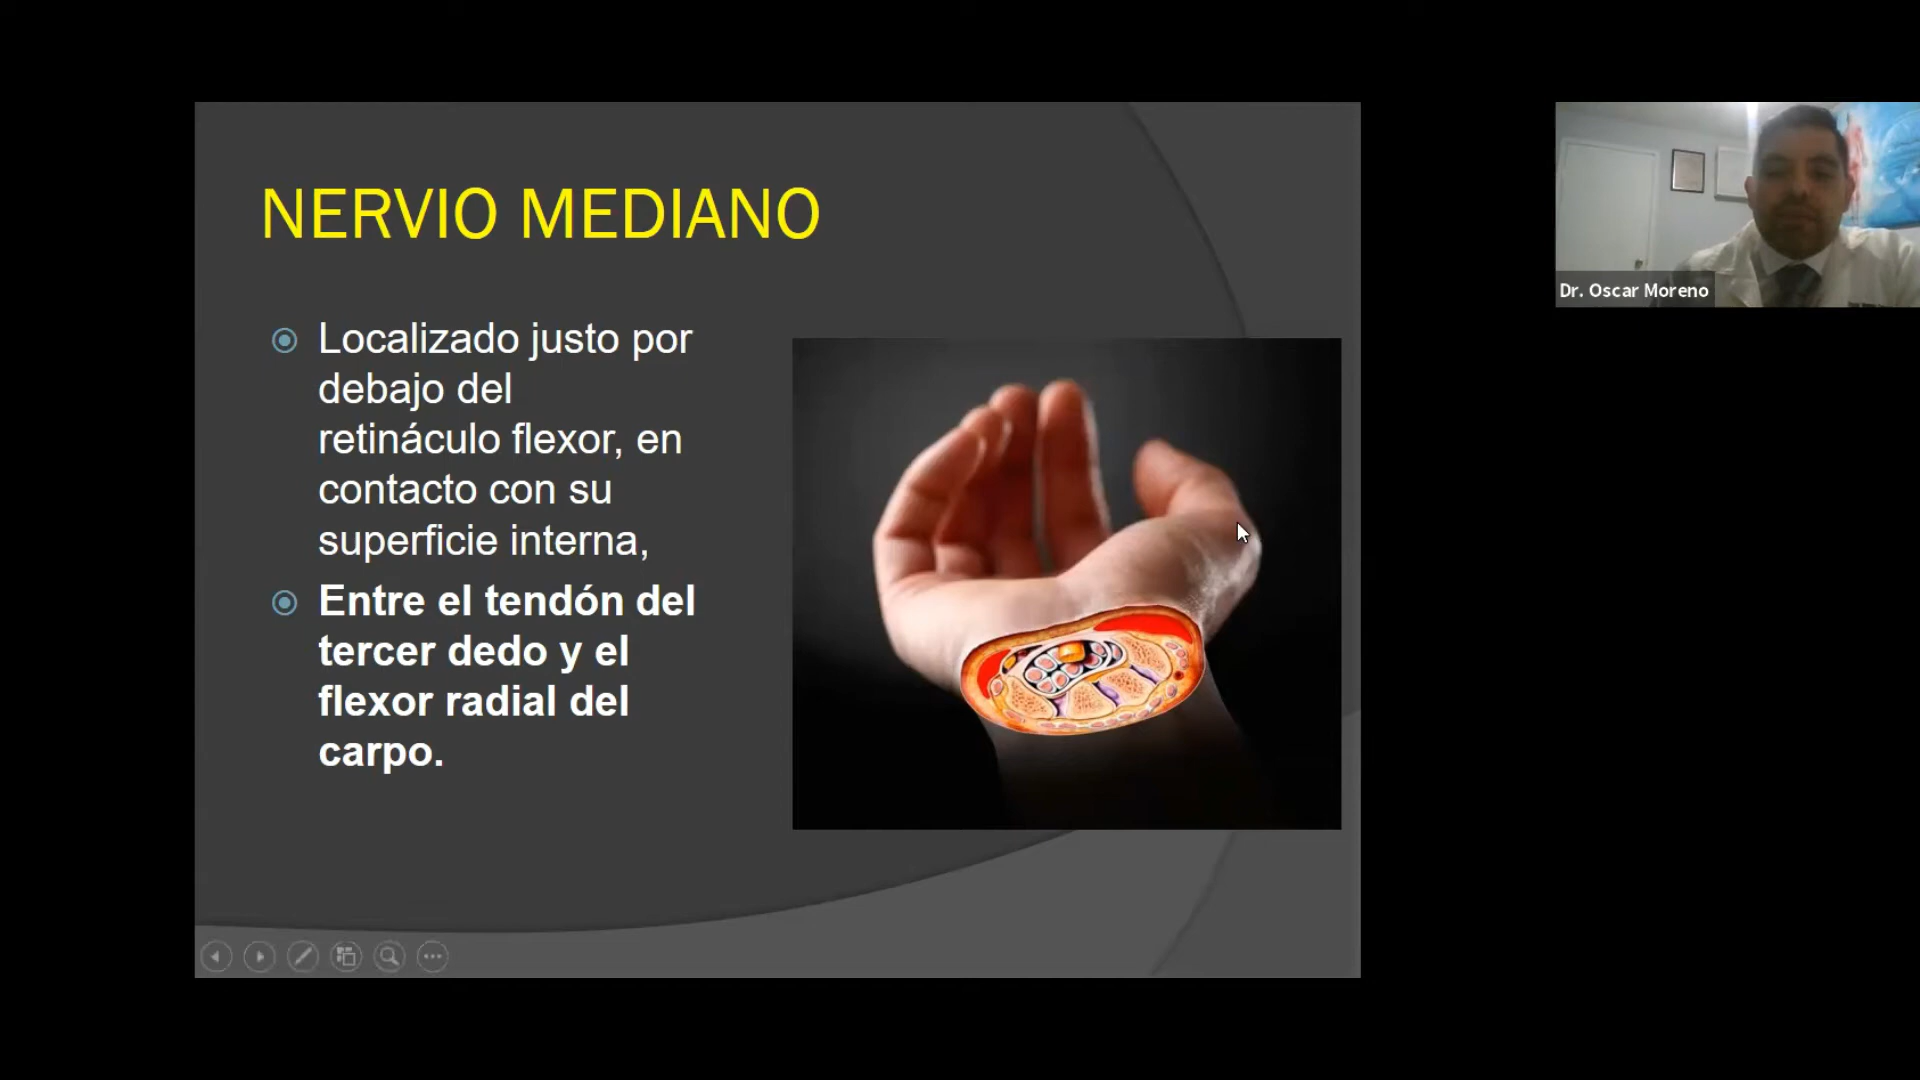 NERVIO MEDIANO
Localizado justo por
debajo del
retináculo flexor, en
contacto con su
superficie interna,
Entre el tendón del
tercer dedo y el
flexor radial del
carpo.
Dr. Oscar Moreno